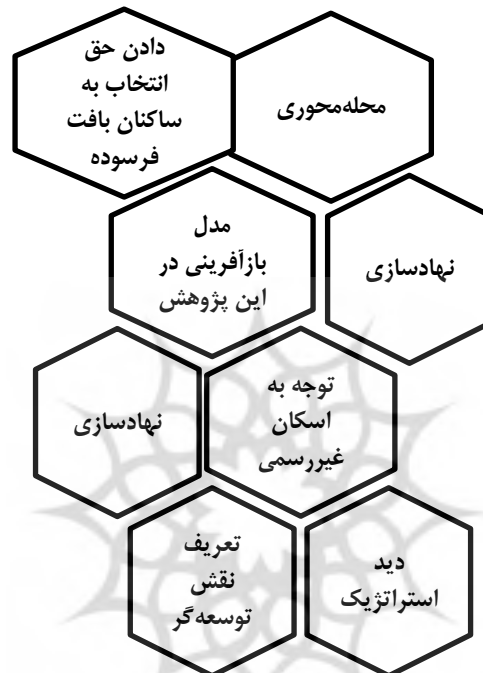 محله‌محوری
دادن حق
انتخاب به
ساکنان بافت
فرسوده
نهادسازی
مدل
بازآفرینی در
این پژوهش
توجه به
اسکان
غیررسمی
نهادسازی
دید
استراتژیک
تعریف
نقش
توسعه‌گر